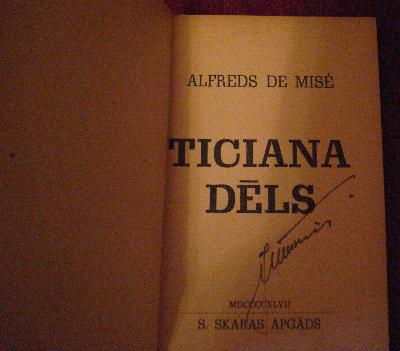 ALFREDS DE MISÉ
TICIANA
DĒLS
MDCCCCXLVII
S. SKARAS APGĀDS